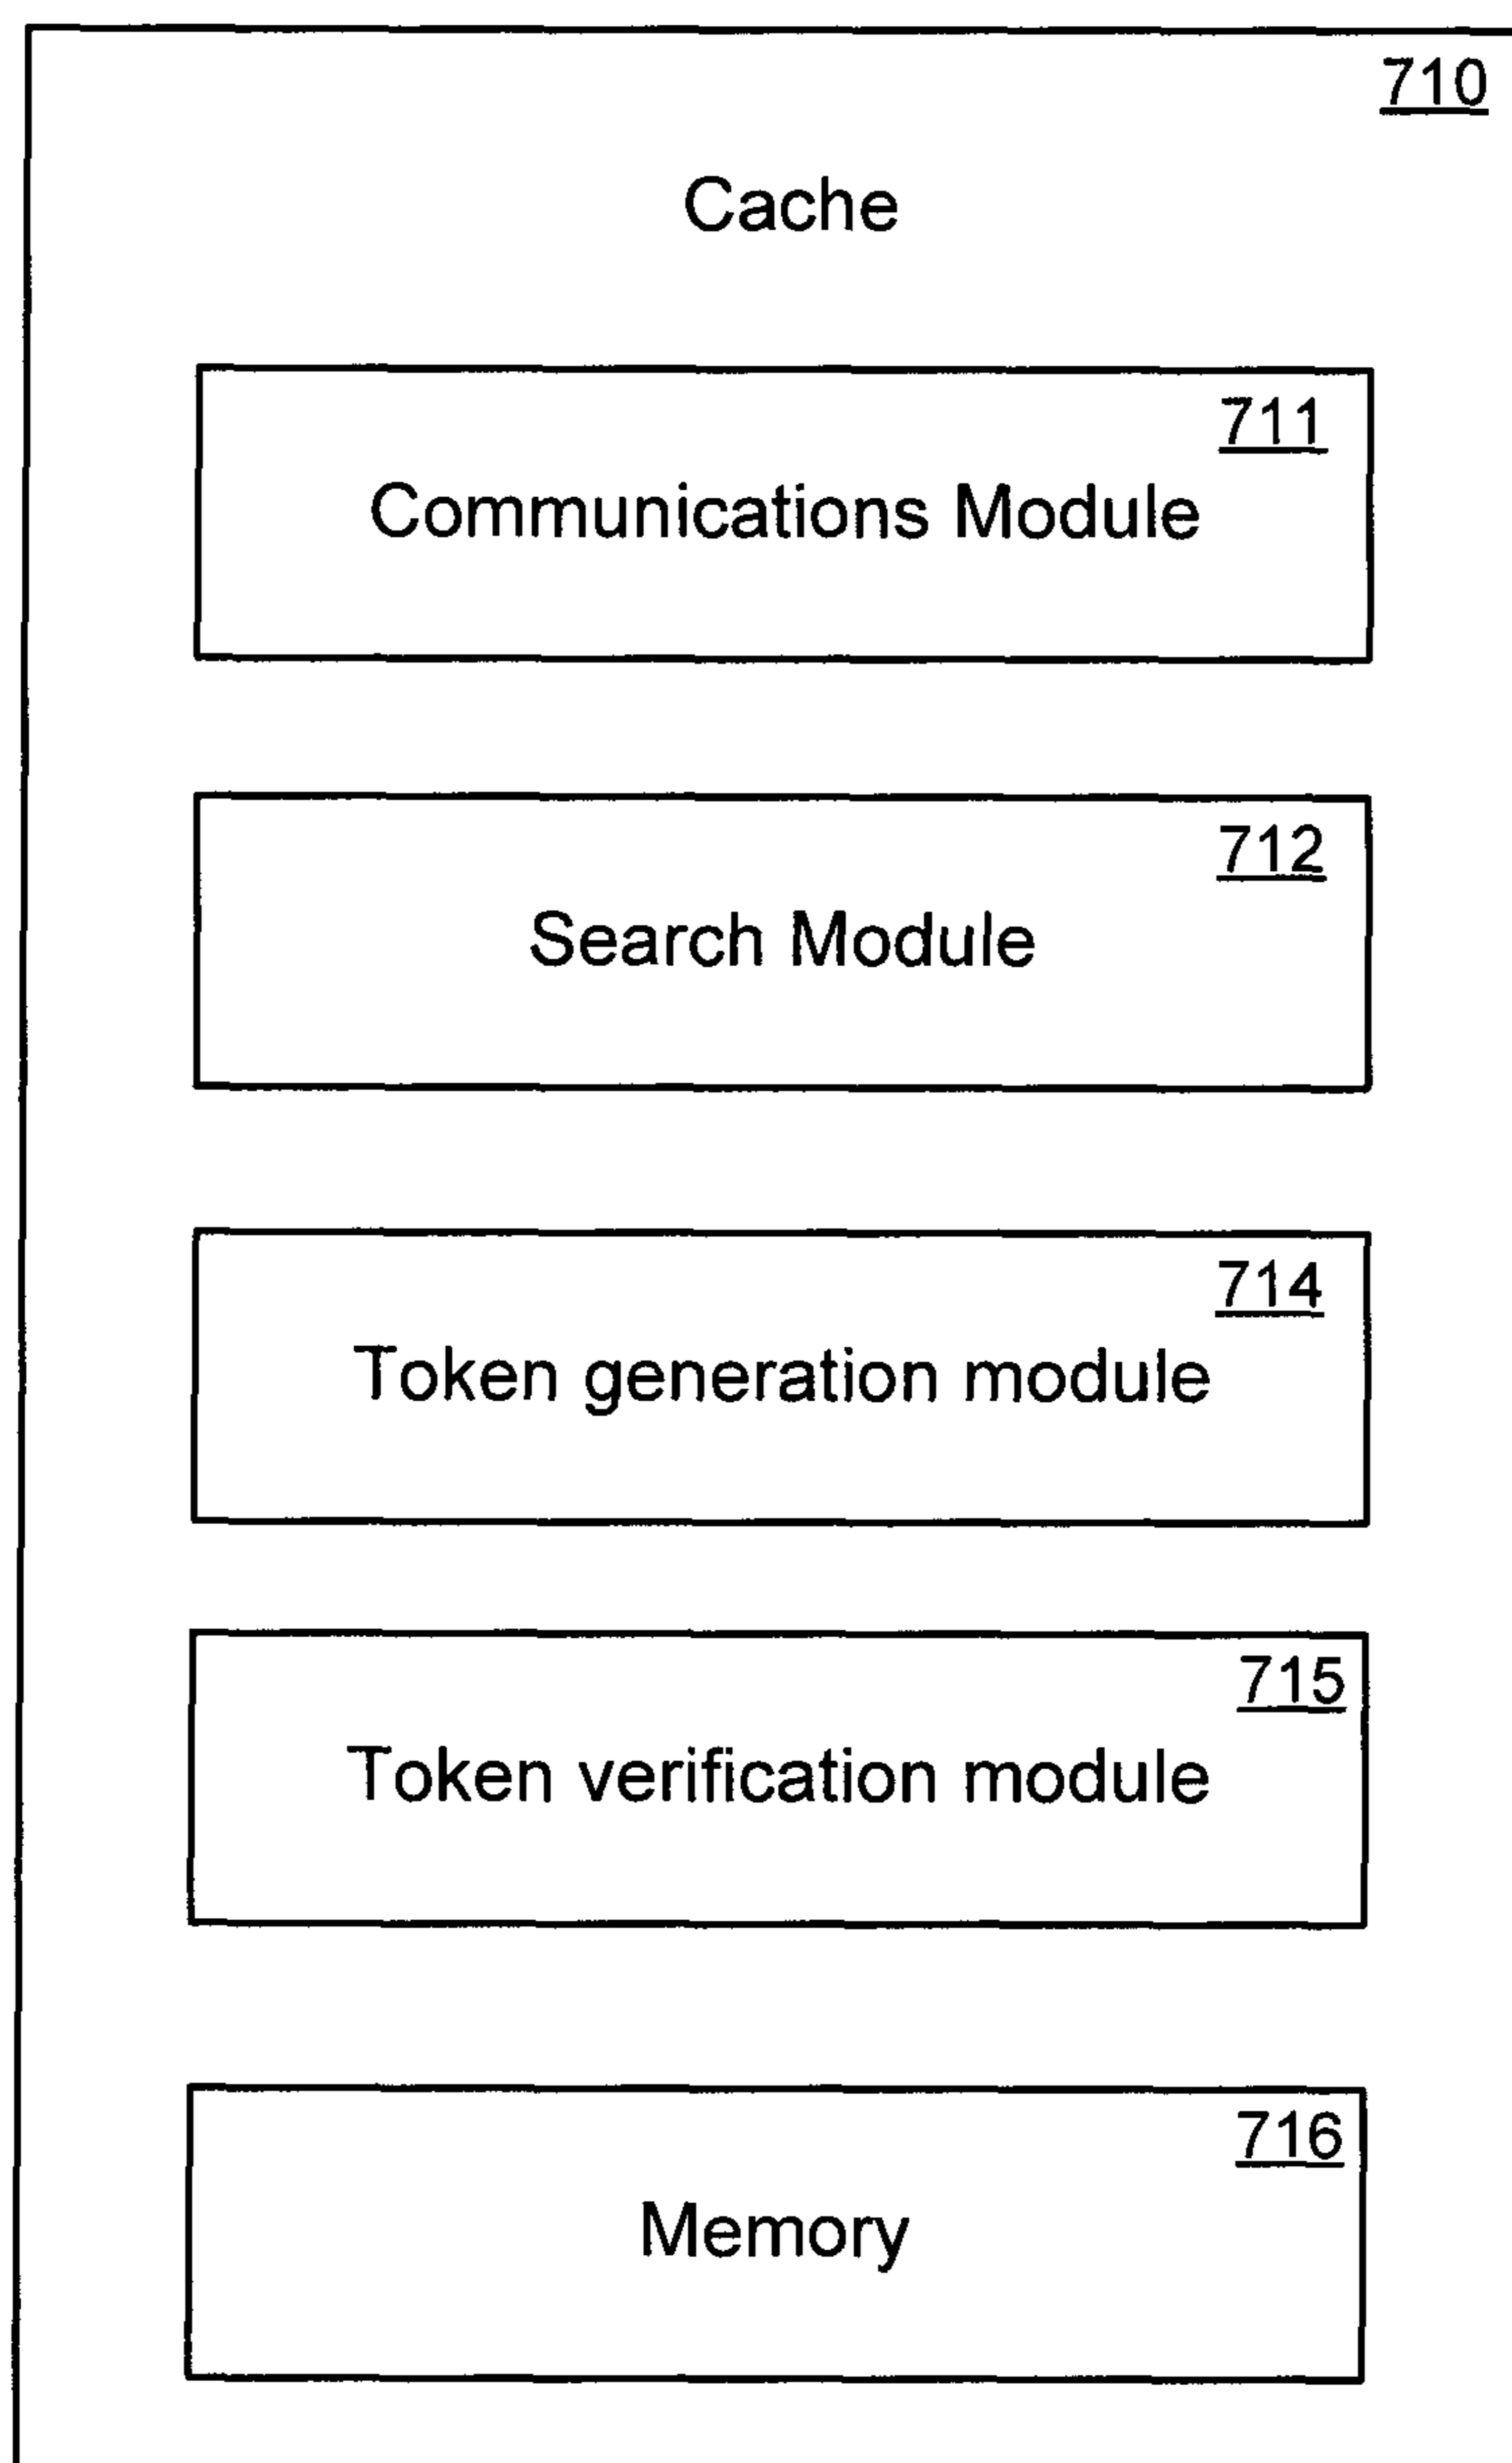 710
Cache
711
Communications Module
712
Search Module
714
Token generation module
715
Token verification module
716
Memory